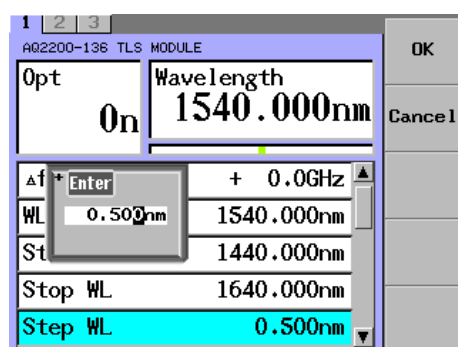 1 2 3
AQ2200-136 TLS MODULE
OK
Opt
On
Wavelength
1540.000nm
Cancel
Δf
+ 0.0GHz
Enter
0.500nm
WL
1540.000nm
St
1440.000nm
Stop WL 1640.000nm
Step WL 0.500nm